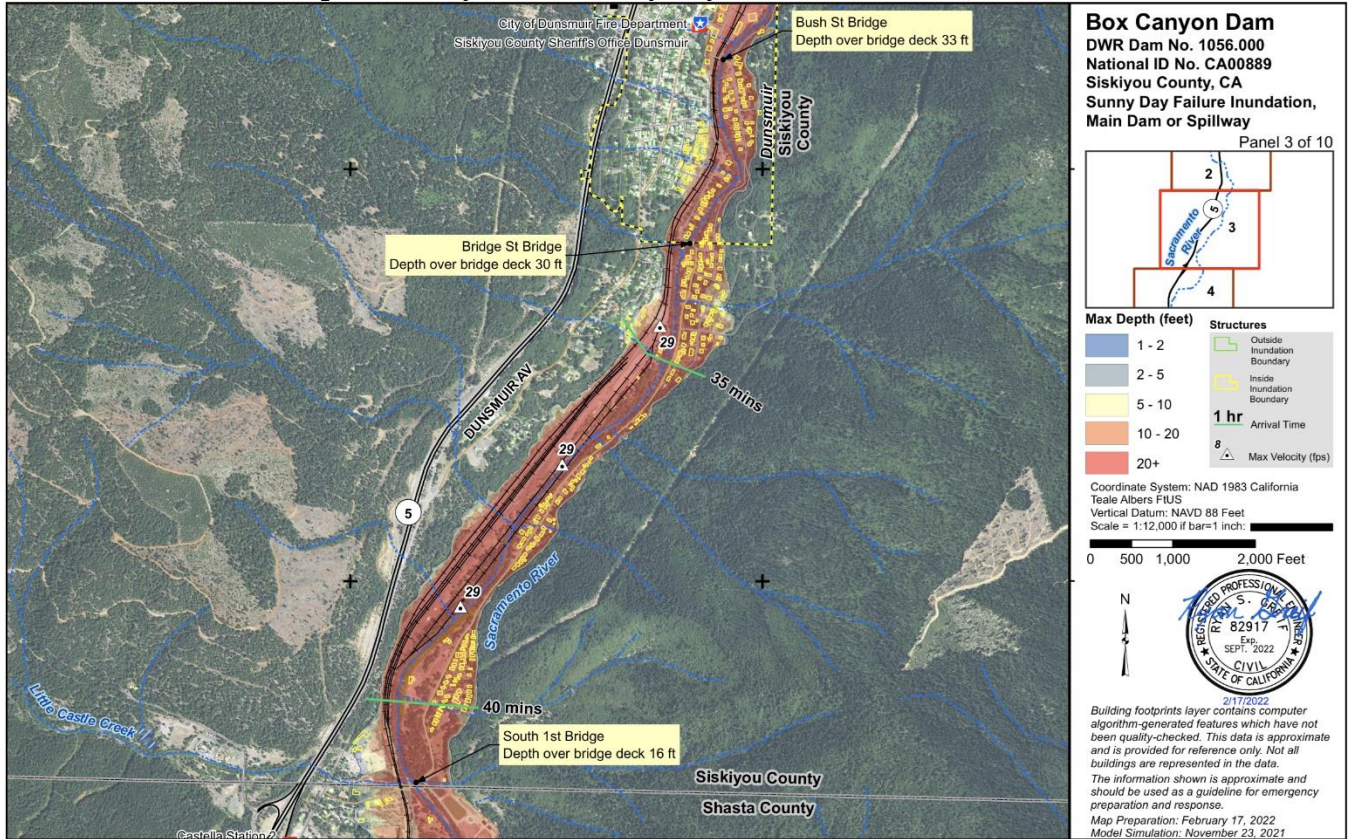 City of Dunsmuir Fire Department
Siskiyou County Sheriff's Office Dunsmuir
Bush St Bridge
Depth over bridge deck 33 ft
Dunsmuir
Siskiyou
County
Bridge St Bridge
Depth over bridge deck 30 ft
29
35 mins
DUNSMUIR AV
29
5
Sacramento River
29
Little Castle Creek
40 mins
South 1st Bridge
Depth over bridge deck 16 ft
Siskiyou County
Shasta County
Castella Station 2
Box Canyon Dam
DWR Dam No. 1056.000
National ID No. CA00889
Siskiyou County, CA
Sunny Day Failure Inundation,
Main Dam or Spillway
Panel 3 of 10
2
5
3
Sacramento
River
4
Max Depth (feet)
1 - 2
2 - 5
5 - 10
10 - 20
20+
Structures
Outside
Inundation
Boundary
Inside
Inundation
Boundary
1 hr Arrival Time
8
Max Velocity (fps)
Coordinate System: NAD 1983 California
Teale Albers FtUS
Vertical Datum: NAVD 88 Feet
Scale = 1:12,000 if bar=1 inch:
0 500 1,000 2,000 Feet
N
REGISTERED PROFESSIONAL ENGINEER
RYAN S.
82917
Exp.
SEPT. 2022
CIVIL
STATE OF CALIFORNIA
2/17/2022
Building footprints layer contains computer
algorithm-generated features which have not
been quality-checked. This data is approximate
and is provided for reference only. Not all
buildings are represented in the data.
The information shown is approximate and
should be used as a guideline for emergency
preparation and response.
Map Preparation: February 17, 2022
Model Simulation: November 23, 2021